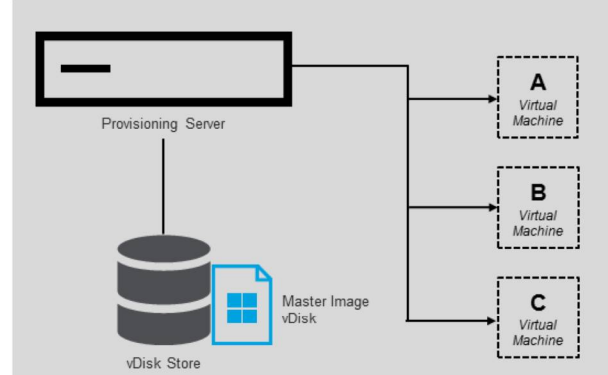 Provisioning Server
A
Virtual
Machine
B
Virtual
Machine
C
Virtual
Machine
Master Image
vDisk
vDisk Store